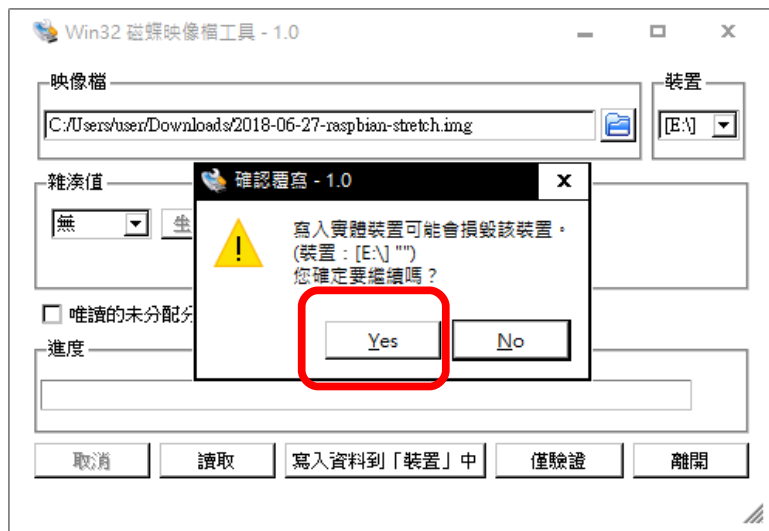 Win32 磁蝶映像檔工具 - 1.0
映像檔
裝置
C:/Users/user/Downloads/2018-06-27-raspbian-stretch.img
[E:\]
雜湊值
無
確認覆寫 - 1.0
寫入實體裝置可能會損毀該裝置。
(裝置：[E:\] "")
您確定要繼續嗎？
Yes
No
唯讀的未分配
進度
取消
讀取
寫入資料到「裝置」中
僅驗證
離開